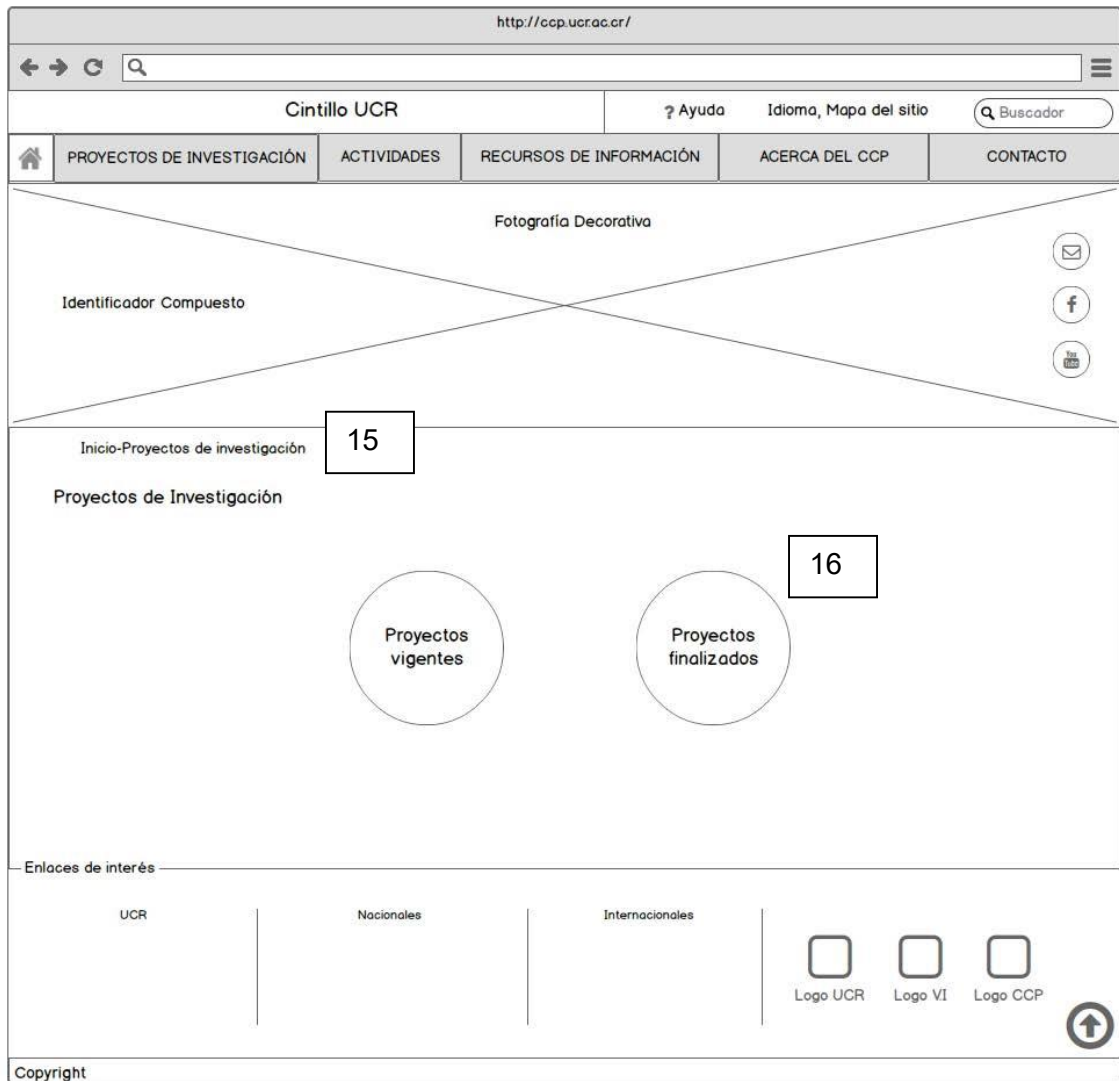 http://ccp.ucr.ac.cr/
Cintillo UCR
? Ayuda
Idioma, Mapa del sitio
Buscador
PROYECTOS DE INVESTIGACIÓN
ACTIVIDADES
RECURSOS DE INFORMACIÓN
ACERCA DEL CCP
CONTACTO
Fotografía Decorativa
Identificador Compuesto
f
You
Tube
Inicio-Proyectos de investigación
15
Proyectos de Investigación
16
Proyectos
vigentes
Proyectos
finalizados
Enlaces de interés
UCR
Nacionales
Internacionales
Logo UCR
Logo VI
Logo CCP
Copyright